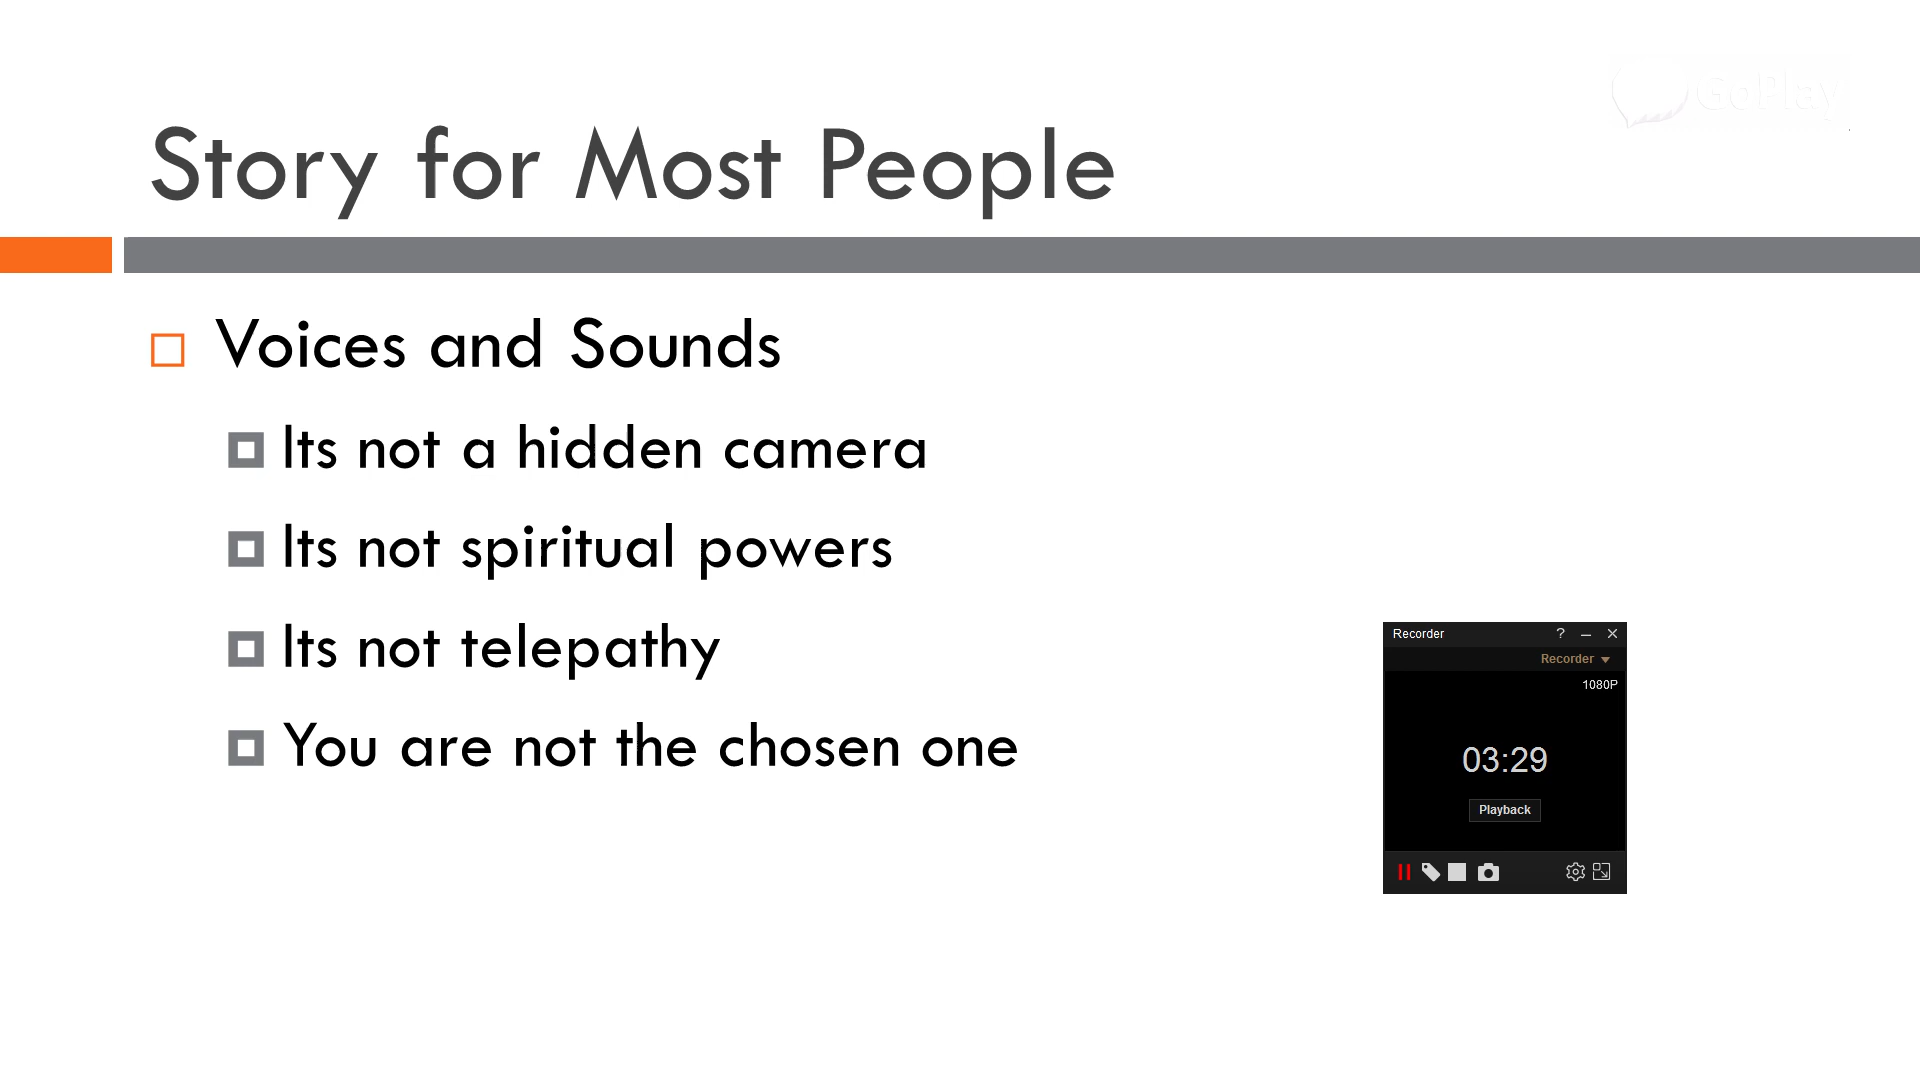 GoPlay
Story for Most People
Voices and Sounds
Its not a hidden camera
Its not spiritual powers
Its not telepathy
You are not the chosen one
Recorder
Recorder
1080P
03:29
Playback